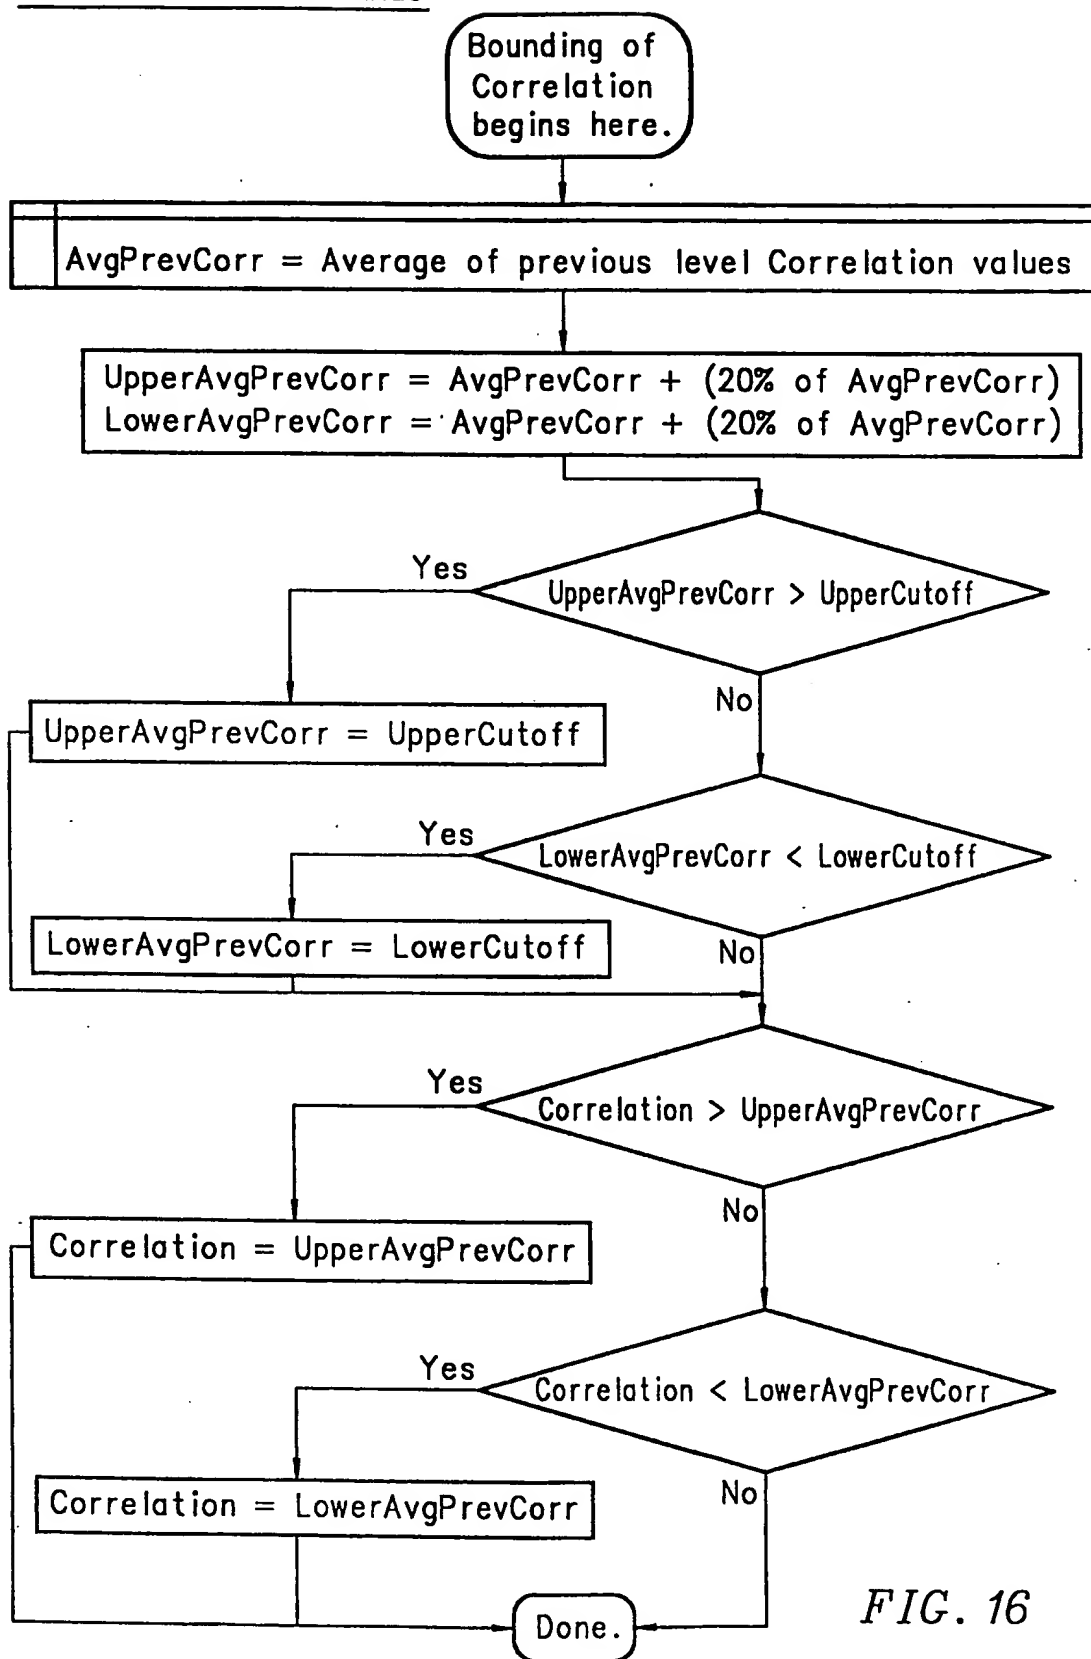 Bounding of
Correlation
begins here.
AvgPrevCorr = Average of previous level Correlation values
UpperAvgPrevCorr = AvgPrevCorr + (20% of AvgPrevCorr)
LowerAvgPrevCorr = AvgPrevCorr + (20% of AvgPrevCorr)
Yes
UpperAvgPrevCorr > UpperCutoff
No
UpperAvgPrevCorr = UpperCutoff
Yes
LowerAvgPrevCorr < LowerCutoff
LowerAvgPrevCorr = LowerCutoff
No
Yes
Correlation > UpperAvgPrevCorr
No
Correlation = UpperAvgPrevCorr
Yes
Correlation < LowerAvgPrevCorr
No
Correlation = LowerAvgPrevCorr
Done.
FIG. 16